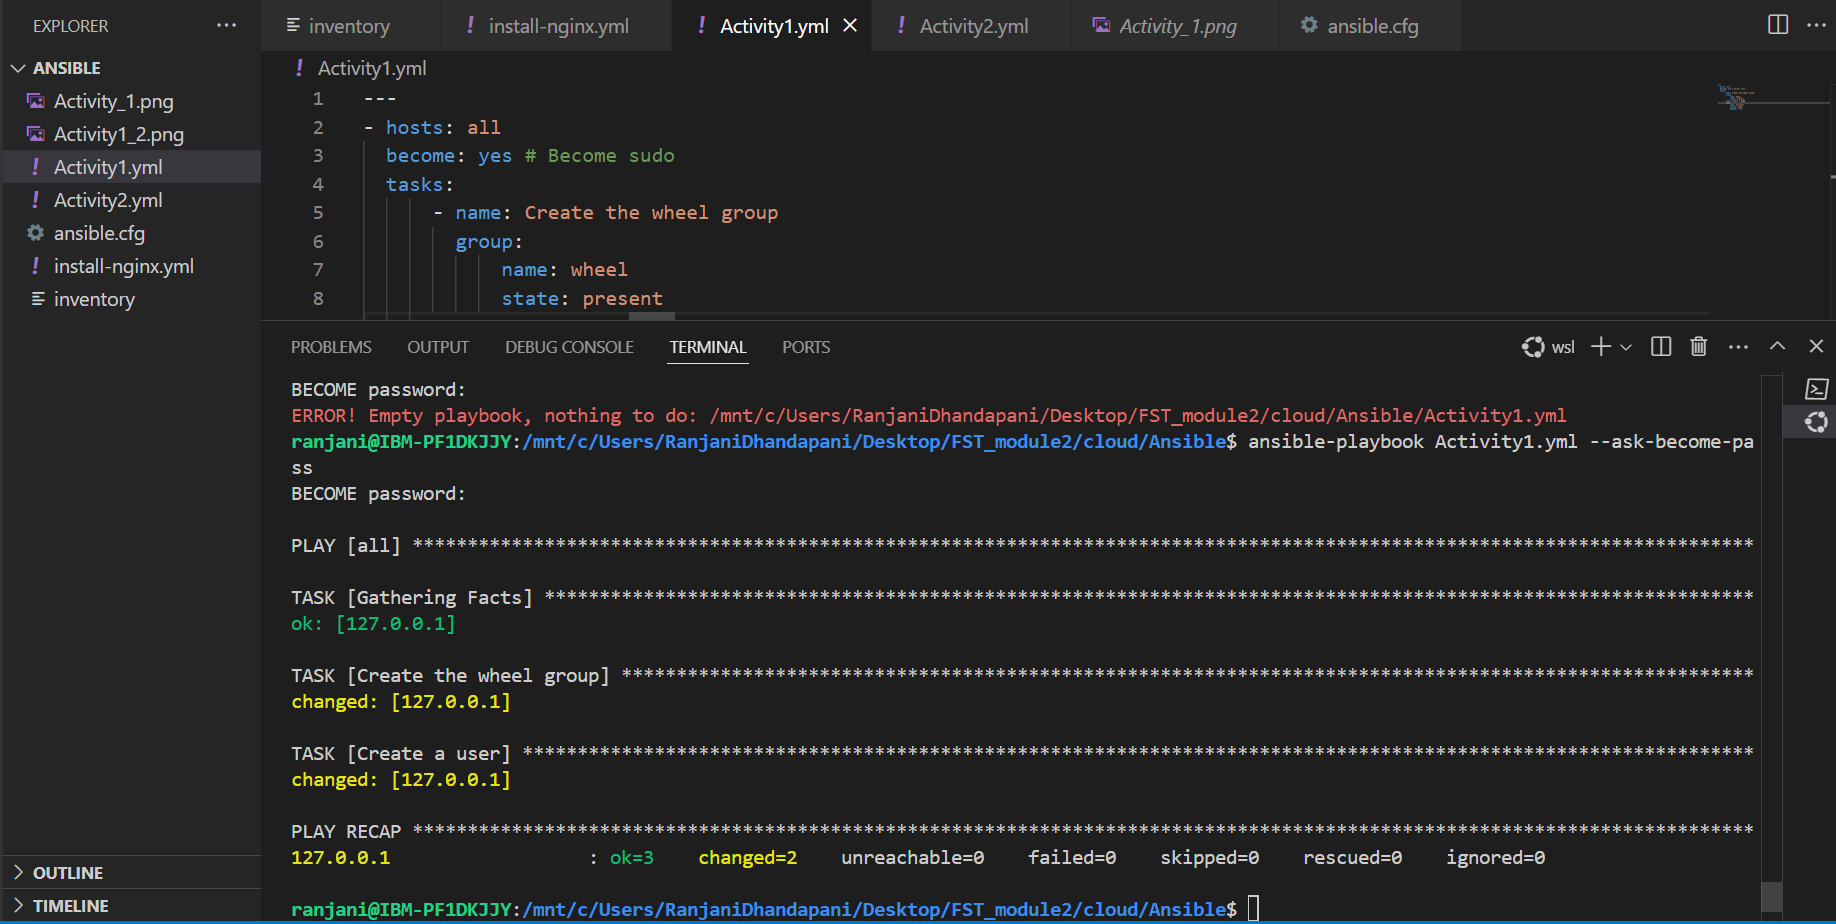 EXPLORER
ANSIBLE
Activity_1.png
Activity1_2.png
! Activity1.yml
! Activity2.yml
ansible.cfg
! install-nginx.yml
inventory
OUTLINE
TIMELINE
inventory ! install-nginx.yml ! Activity1.yml ! Activity2.yml Activity_1.png ansible.cfg
! Activity1.yml
1 ---
2 - hosts: all
3 become: yes # Become sudo
4 tasks:
5 - name: Create the wheel group
6 group:
7 name: wheel
8 state: present
PROBLEMS OUTPUT DEBUG CONSOLE TERMINAL PORTS wsl
BECOME password:
ERROR! Empty playbook, nothing to do: /mnt/c/Users/RanjaniDhandapani/Desktop/FST_module2/cloud/Ansible/Activity1.yml
ranjani@IBM-PF1DKJJY:/mnt/c/Users/RanjaniDhandapani/Desktop/FST_module2/cloud/Ansible$ ansible-playbook Activity1.yml --ask-become-pa
ss
BECOME password:
PLAY [all] **************************************************************************************************************************
TASK [Gathering Facts] **************************************************************************************************************
ok: [127.0.0.1]
TASK [Create the wheel group] *******************************************************************************************************
changed: [127.0.0.1]
TASK [Create a user] ****************************************************************************************************************
changed: [127.0.0.1]
PLAY RECAP **************************************************************************************************************************
127.0.0.1 : ok=3 changed=2 unreachable=0 failed=0 skipped=0 rescued=0 ignored=0
ranjani@IBM-PF1DKJJY:/mnt/c/Users/RanjaniDhandapani/Desktop/FST_module2/cloud/Ansible$